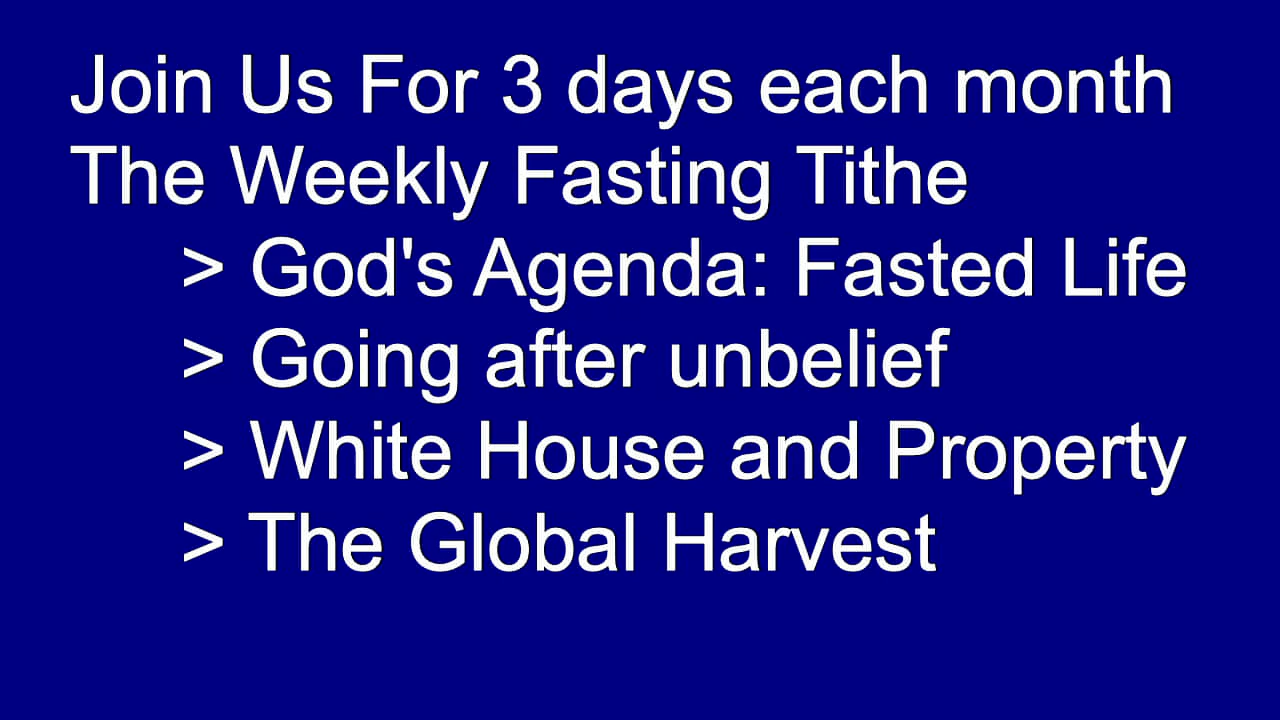 Join Us For 3 days each month
The Weekly Fasting Tithe
> God's Agenda: Fasted Life
> Going after unbelief
> White House and Property
> The Global Harvest